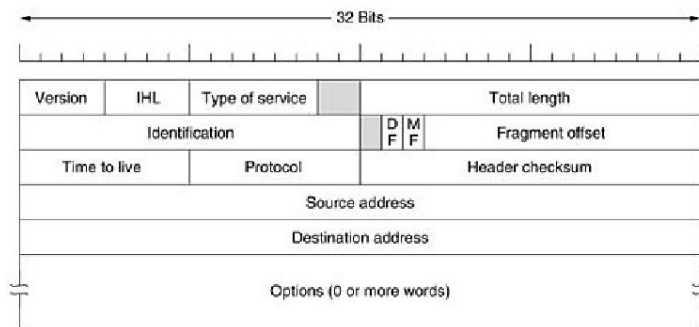 32 Bits
Version IHL Type of service Total length
Identification D F M F Fragment offset
Time to live Protocol Header checksum
Source address
Destination address
Options (0 or more words)